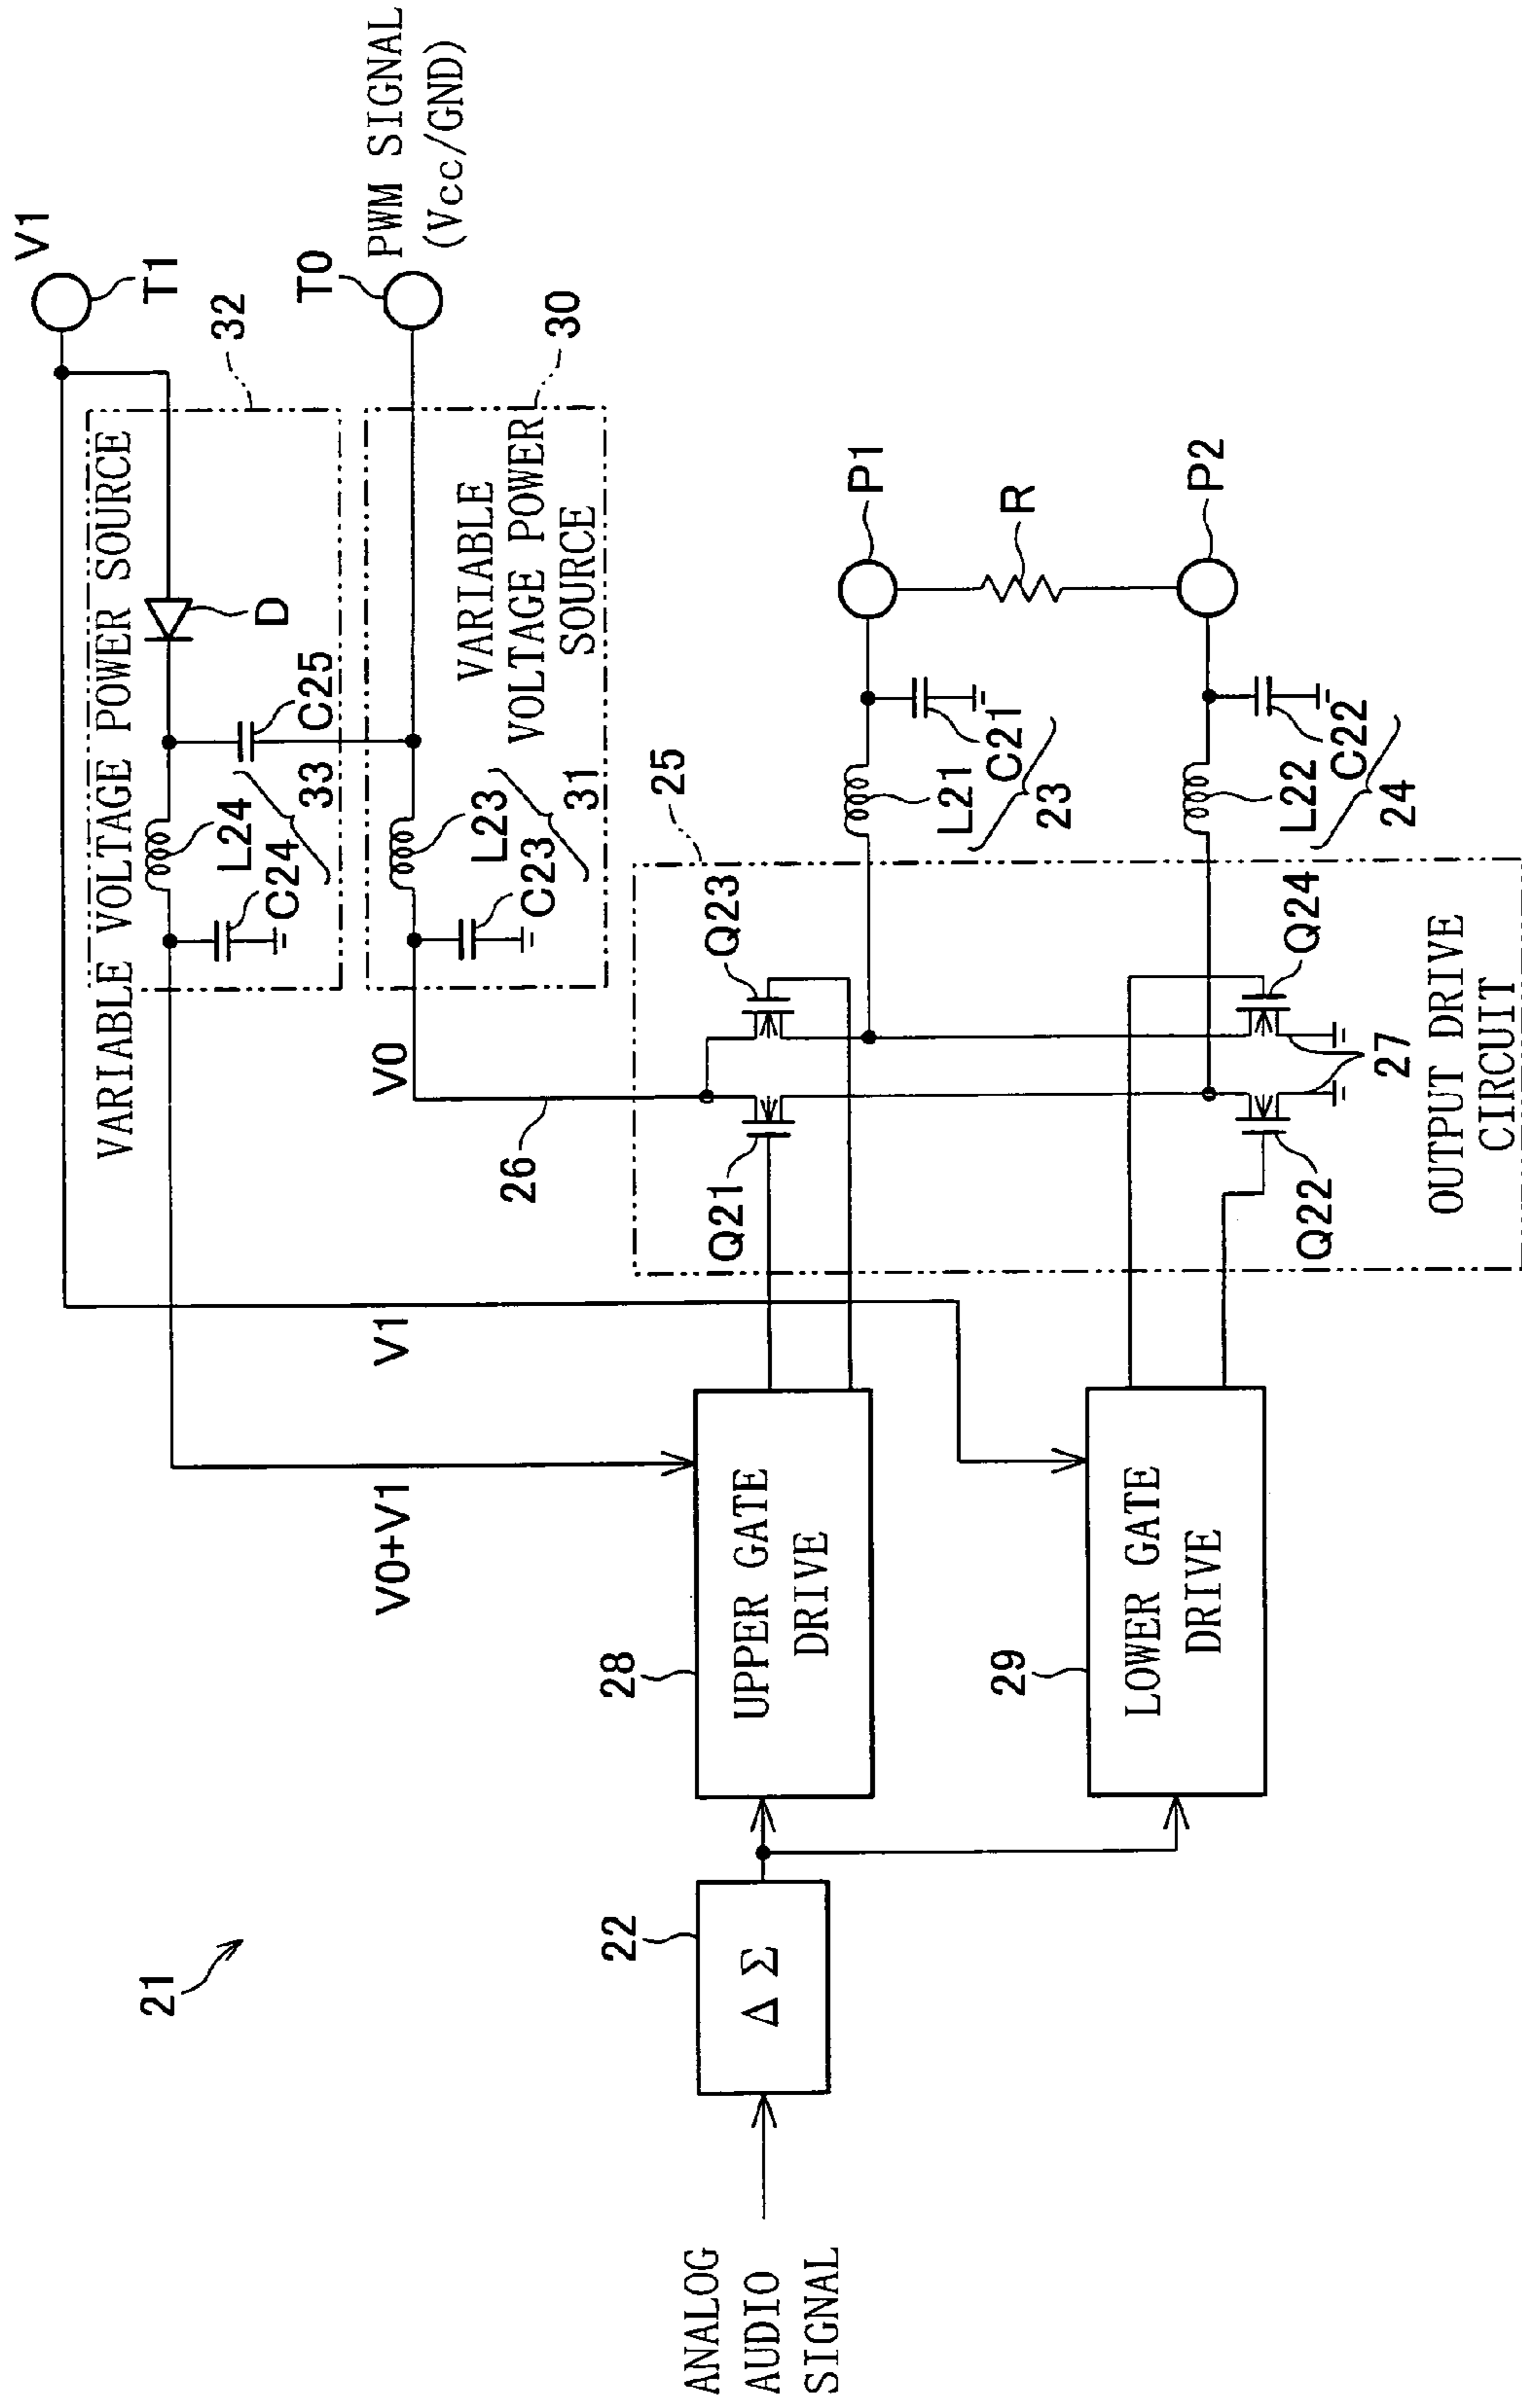 21
ANALOG
AUDIO
SIGNAL
22
Δ Σ
28
UPPER GATE
DRIVE
29
LOWER GATE
DRIVE
V0+V1
V1
V0
26
VARIABLE VOLTAGE POWER SOURCE
32
V1
T1
D
C25
L24
C24
33
T0
PWM SIGNAL
(Vcc/GND)
30
VARIABLE
VOLTAGE POWER
SOURCE
L23
C23
31
25
Q21
Q23
Q22
Q24
27
OUTPUT DRIVE
CIRCUIT
L21
C21
23
L22
C22
24
P1
R
P2